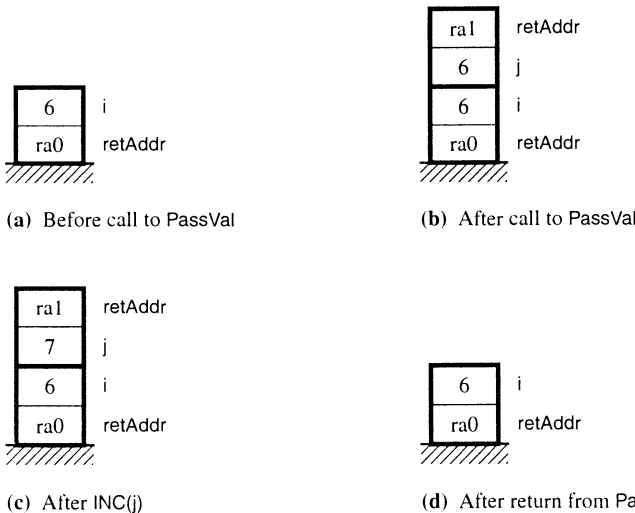 6 i
ra0 retAddr
(a) Before call to PassVal
ra1 retAddr
6 j
6 i
ra0 retAddr
(b) After call to PassVal
ra1 retAddr
7 j
6 i
ra0 retAddr
(c) After INC(j)
6 i
ra0 retAddr
(d) After return from Pa